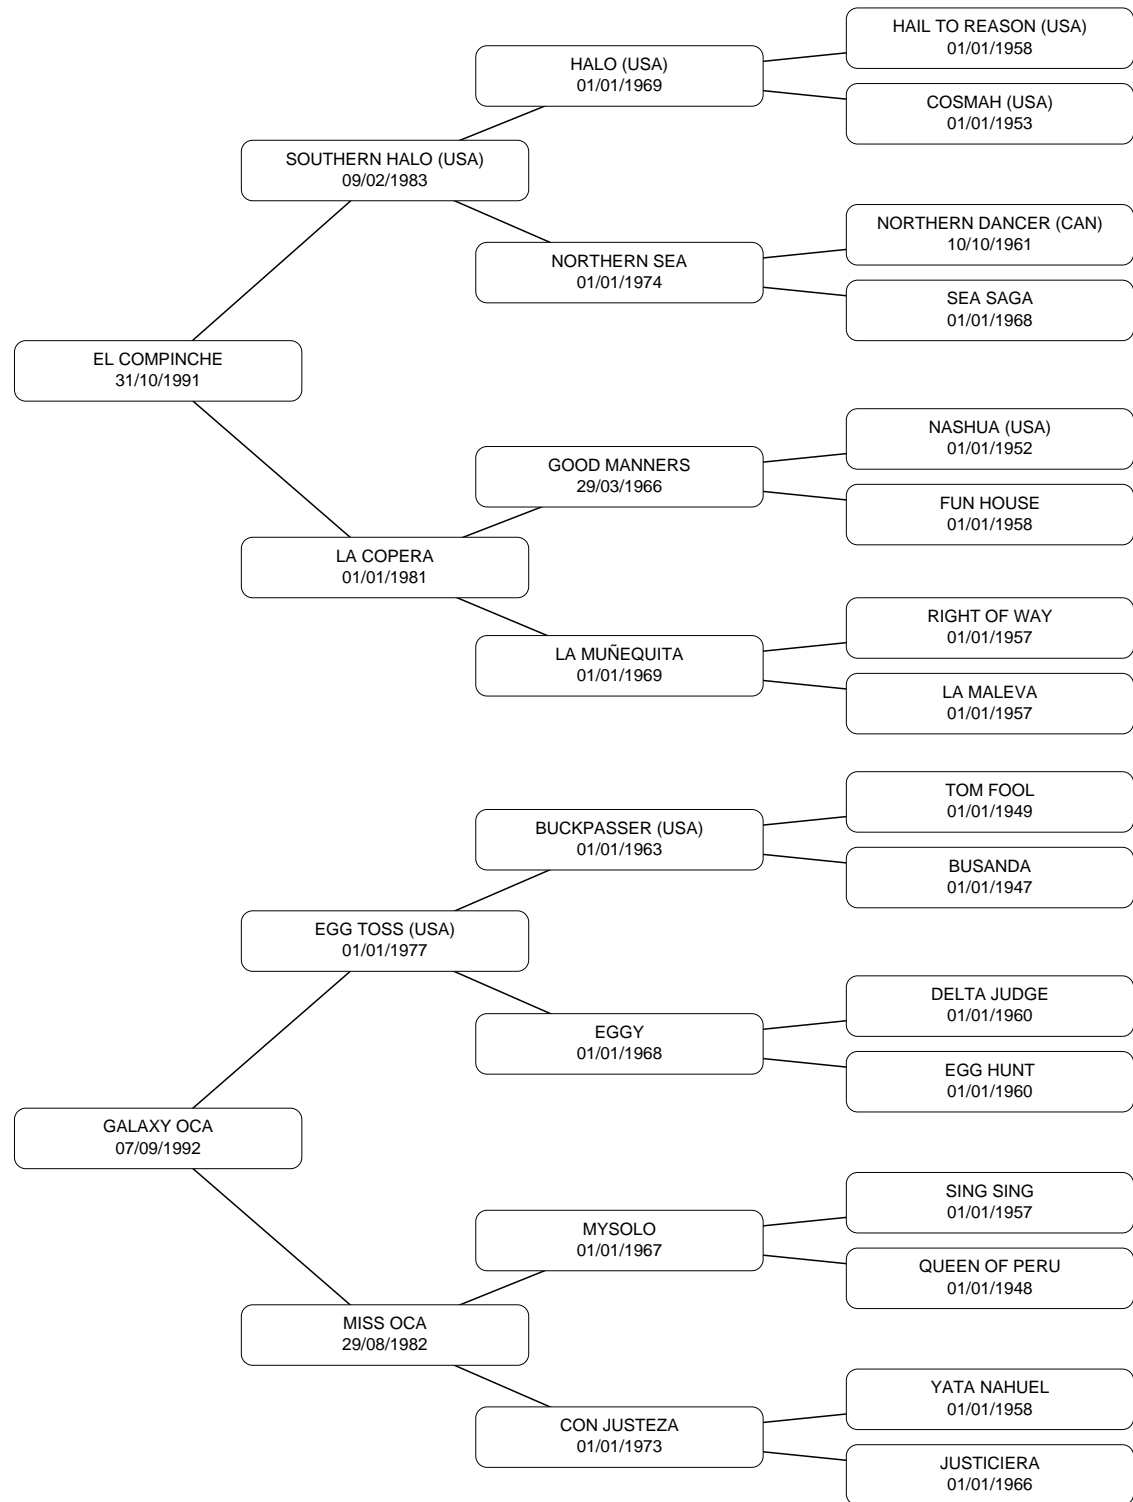 HAIL TO REASON (USA)
01/01/1958
HALO (USA)
01/01/1969
COSMAH (USA)
01/01/1953
SOUTHERN HALO (USA)
09/02/1983
NORTHERN DANCER (CAN)
10/10/1961
NORTHERN SEA
01/01/1974
SEA SAGA
01/01/1968
EL COMPINCHE
31/10/1991
NASHUA (USA)
01/01/1952
GOOD MANNERS
29/03/1966
FUN HOUSE
01/01/1958
LA COPERA
01/01/1981
RIGHT OF WAY
01/01/1957
LA MUÑEQUITA
01/01/1969
LA MALEVA
01/01/1957
TOM FOOL
01/01/1949
BUCKPASSER (USA)
01/01/1963
BUSANDA
01/01/1947
EGG TOSS (USA)
01/01/1977
DELTA JUDGE
01/01/1960
EGGY
01/01/1968
EGG HUNT
01/01/1960
GALAXY OCA
07/09/1992
SING SING
01/01/1957
MYSOLO
01/01/1967
QUEEN OF PERU
01/01/1948
MISS OCA
29/08/1982
YATA NAHUEL
01/01/1958
CON JUSTEZA
01/01/1973
JUSTICIERA
01/01/1966